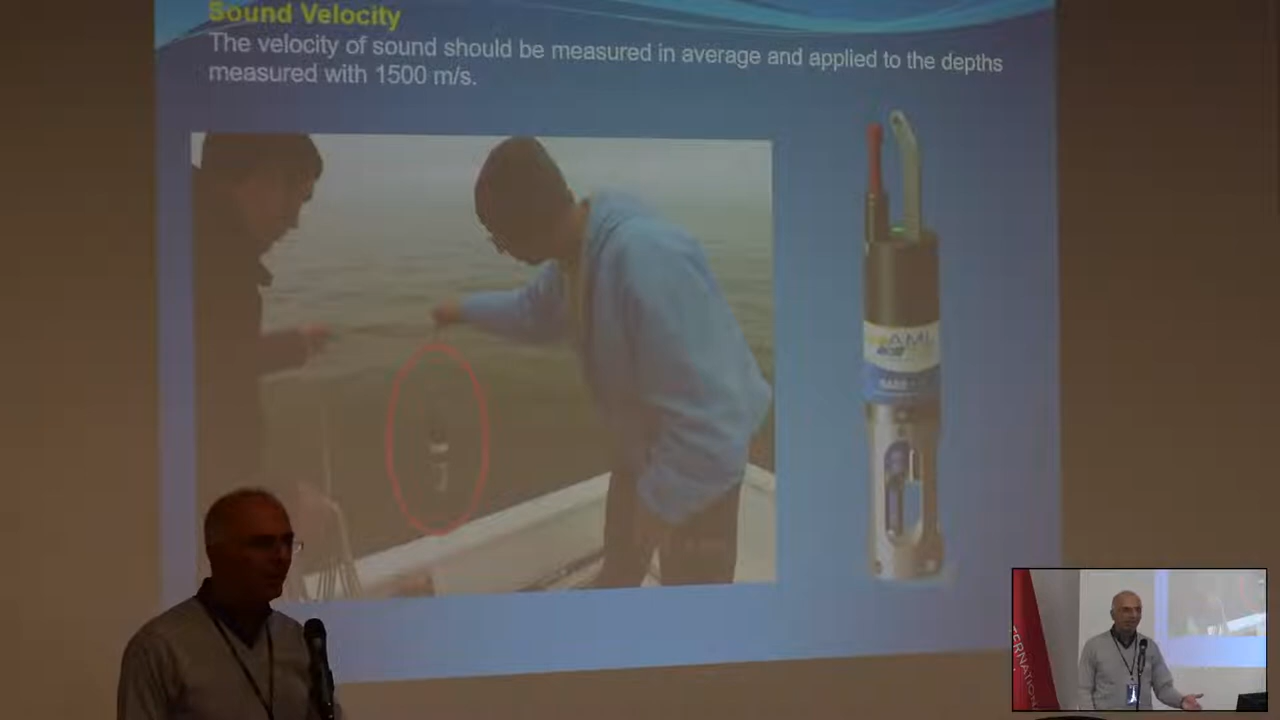 Sound Velocity
The velocity of sound should be measured in average and applied to the depths
measured with 1500 m/s.
AML